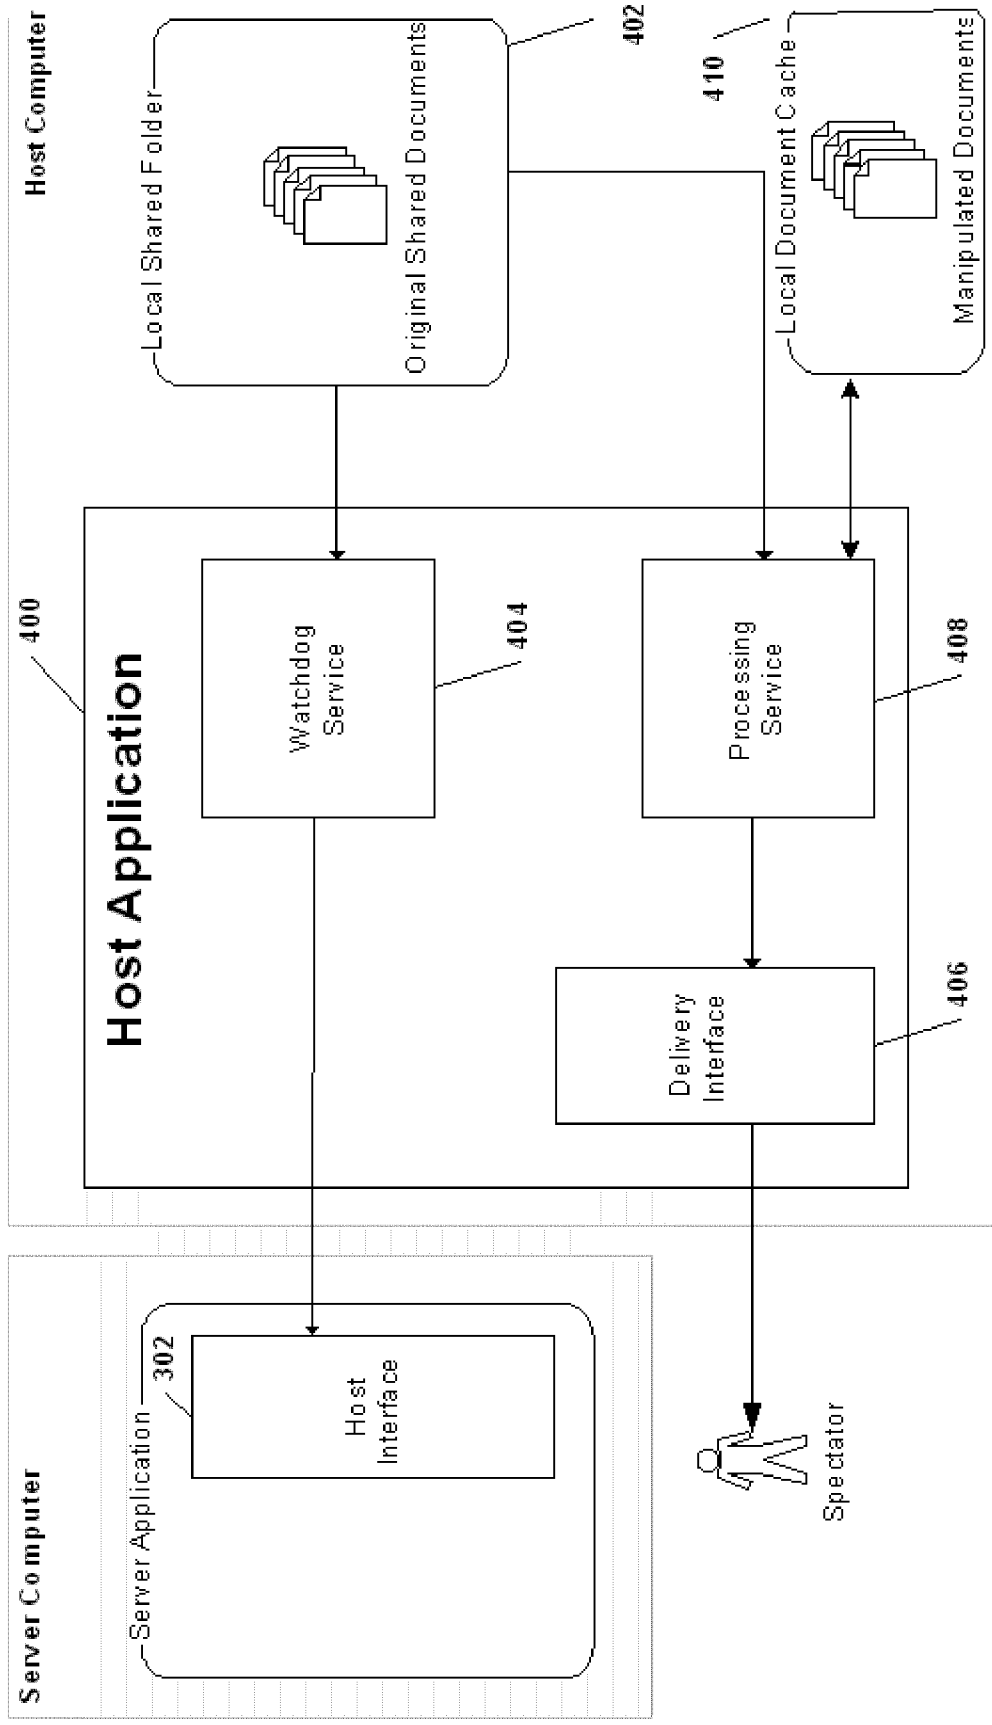 Server Computer
Host Computer
Server Application
302
Host
Interface
Spectator
400
Host Application
Watchdog
Service
404
Delivery
Interface
406
Processing
Service
408
Local Shared Folder
Original Shared Documents
402
410
Local Document Cache
Manipulated Documents